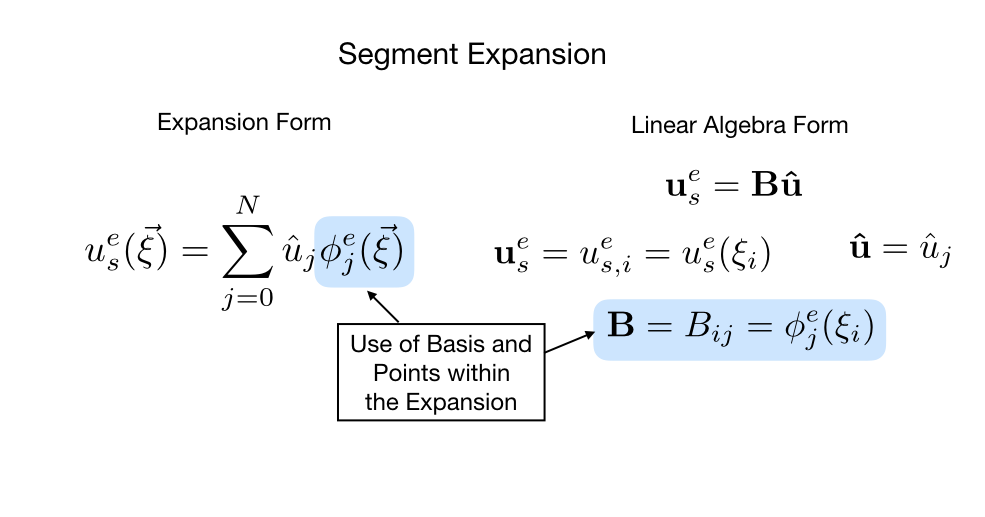 Segment Expansion
Expansion Form
Linear Algebra Form
$\mathbf{u}_s^e = \mathbf{B}\hat{\mathbf{u}}$
$u_s^e(\vec{\xi}) = \sum_{j=0}^{N} \hat{u}_j \phi_j^e(\vec{\xi})$
$\mathbf{u}_s^e = u_{s,i}^e = u_s^e(\xi_i)$
$\hat{\mathbf{u}} = \hat{u}_j$
$\mathbf{B} = B_{ij} = \phi_j^e(\xi_i)$
Use of Basis and
Points within
the Expansion